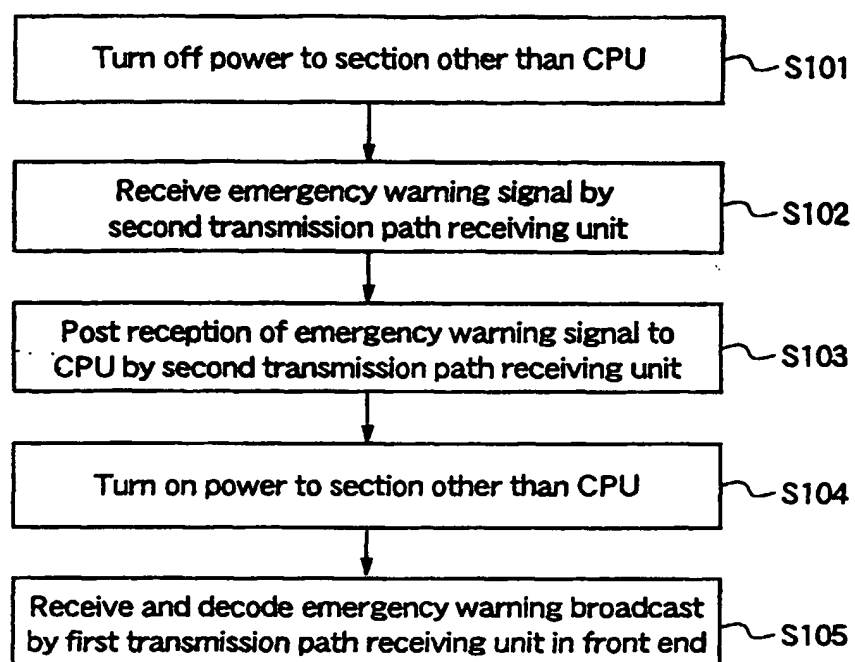 Turn off power to section other than CPU
S101
Receive emergency warning signal by
second transmission path receiving unit
S102
Post reception of emergency warning signal to
CPU by second transmission path receiving unit
S103
Turn on power to section other than CPU
S104
Receive and decode emergency warning broadcast
by first transmission path receiving unit in front end
S105